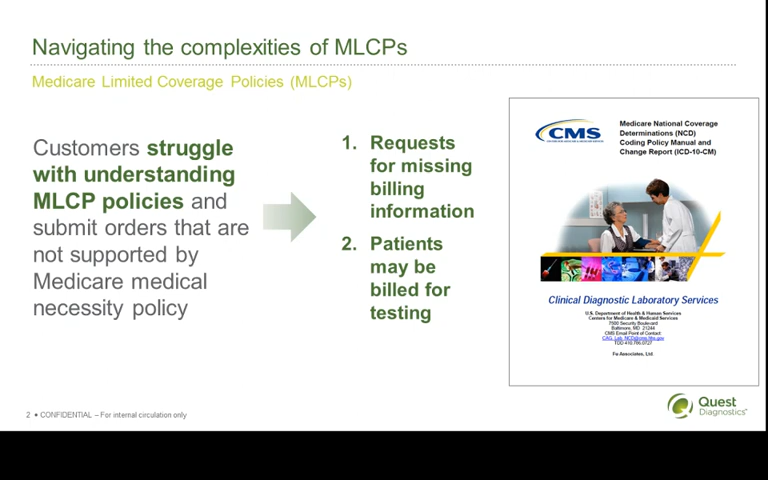 Navigating the complexities of MLCPs
Medicare Limited Coverage Policies (MLCPs)
Customers struggle
with understanding
MLCP policies and
submit orders that are
not supported by
Medicare medical
necessity policy
1. Requests
for missing
billing
information
2. Patients
may be
billed for
testing
CMS
Medicare National Coverage
Determinations (NCD)
Coding Policy Manual and
Change Report (ICD-10-CM)
Clinical Diagnostic Laboratory Services
U.S. Department of Health & Human Services
Centers for Medicare & Medicaid Services
7500 Security Boulevard
Baltimore, MD 21244
CMS Email Point of Contact:
TDD 410.786.0727
Fu Associates, Ltd.
2 • CONFIDENTIAL – For internal circulation only
Quest
Diagnostics